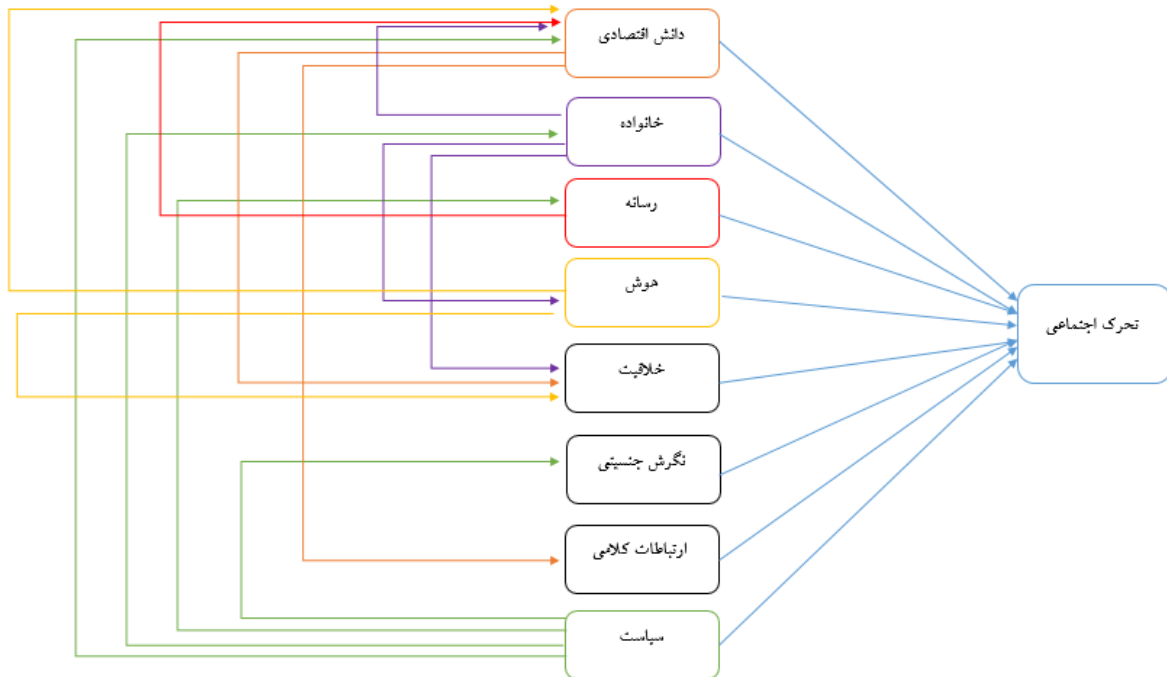 دانش اقتصادی
خانواده
رسانه
هوش
تحرک اجتماعی
خلاقیت
نگرش جنسیتی
ارتباطات کلامی
سیاست